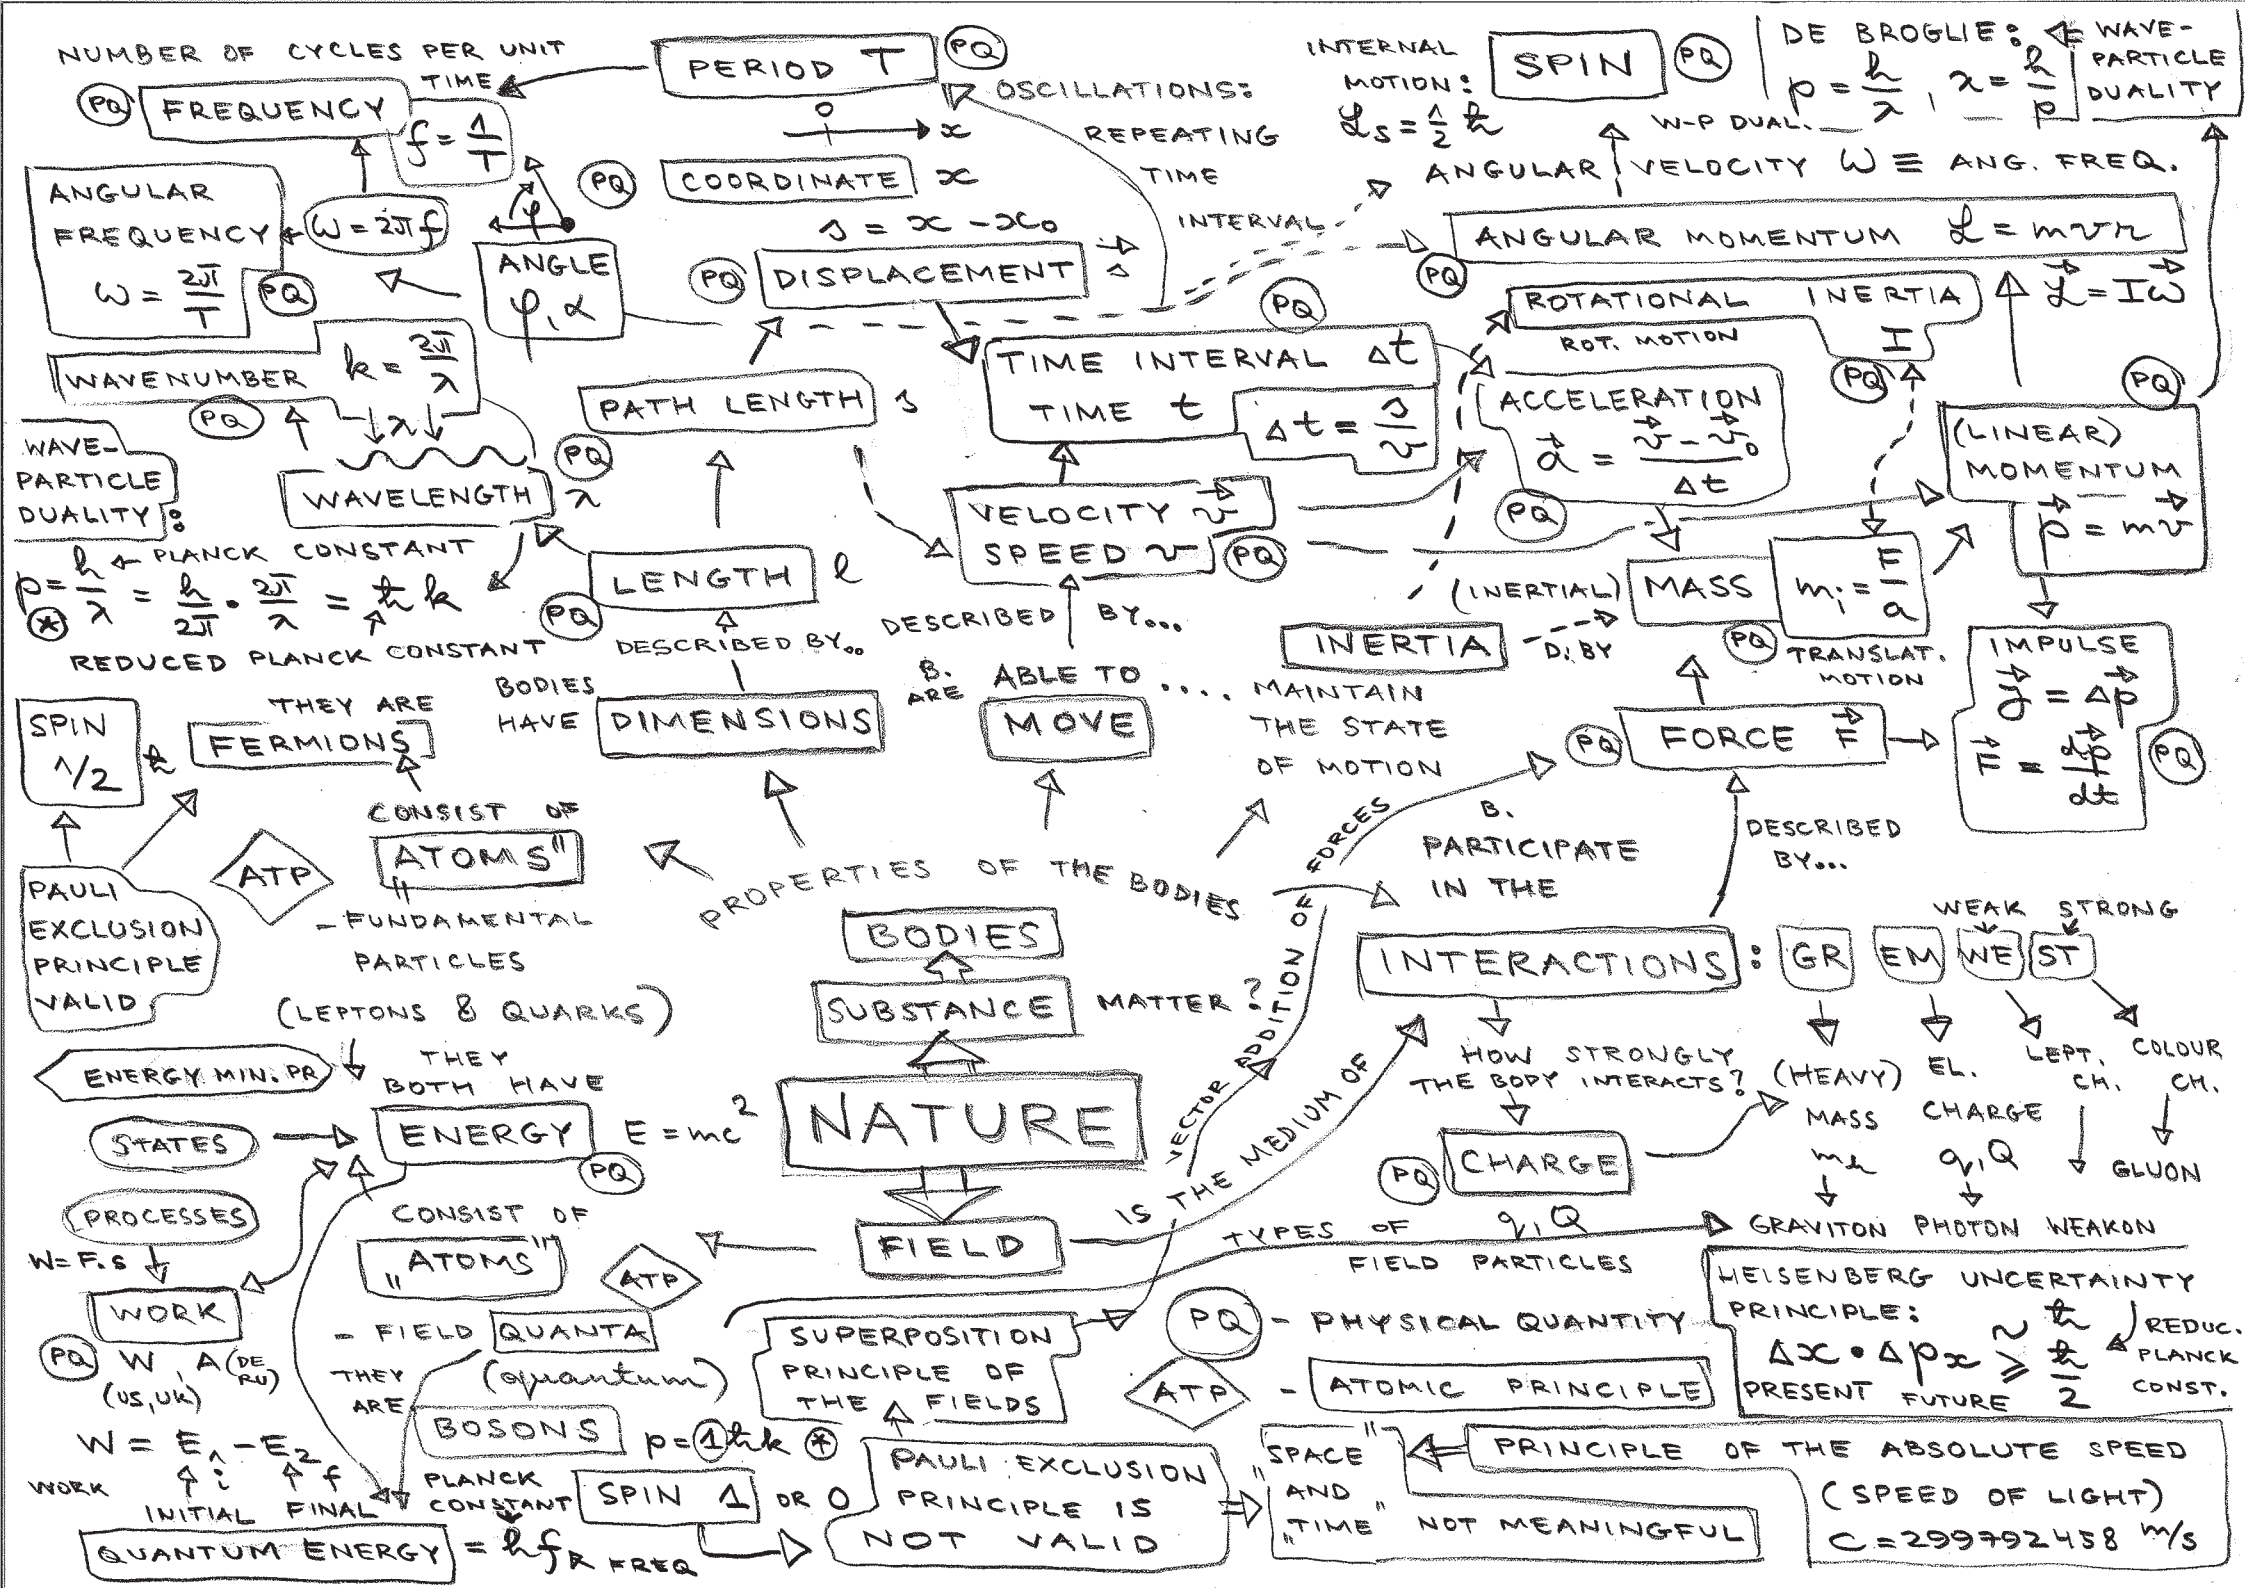 NUMBER OF CYCLES PER UNIT
TIME
PQ FREQUENCY
f = 1/T
PERIOD T PQ
OSCILLATIONS:
REPEATING
TIME
INTERVAL
0
x
PQ COORDINATE x
s = x - x₀
PQ DISPLACEMENT
INTERNAL
MOTION:
ℒs = 1/2 ħ
SPIN PQ
DE BROGLIE:
p = h/λ , λ = h/p
WAVE-
PARTICLE
DUALITY
W-P DUAL.
ANGULAR VELOCITY ω ≡ ANG. FREQ.
ANGULAR
FREQUENCY
ω = 2π/T PQ
ω = 2πf
φ
ANGLE
φ, α
ANGULAR MOMENTUM ℒ = mvr
PQ
ℒ = Iω
ROTATIONAL INERTIA
I
ROT. MOTION
PQ
WAVENUMBER k = 2π/λ
PQ
λ
WAVELENGTH λ
PQ
PATH LENGTH s
PQ
TIME INTERVAL Δt
TIME t
Δt = s/v
ACCELERATION
a = v - v₀/Δt
PQ
PQ
(LINEAR)
MOMENTUM
p = mv
WAVE-
PARTICLE
DUALITY:
p = h/λ = h/2π · 2π/λ = ħk
PLANCK CONSTANT
REDUCED PLANCK CONSTANT
VELOCITY v
SPEED v PQ
LENGTH l
PQ
DESCRIBED BY..
DESCRIBED BY...
(INERTIAL) MASS
mi = F/a
PQ TRANSLAT.
MOTION
INERTIA
D. BY
IMPULSE
J = Δp
F = dp/dt
PQ
SPIN
1/2 ħ
THEY ARE
FERMIONS
BODIES
HAVE
DIMENSIONS
B.
ARE ABLE TO ....
MOVE
MAINTAIN
THE STATE
OF MOTION
PQ FORCE F
CONSIST OF
"ATOMS"
ATP
- FUNDAMENTAL
PARTICLES
(LEPTONS & QUARKS)
PAULI
EXCLUSION
PRINCIPLE
VALID
PROPERTIES OF THE BODIES
B.
PARTICIPATE
IN THE
DESCRIBED
BY...
BODIES
SUBSTANCE MATTER?
VECTOR ADDITION OF FORCES
INTERACTIONS: GR EM WE ST
WEAK STRONG
ENERGY MIN. PR
THEY
BOTH HAVE
STATES
ENERGY E = mc²
PQ
NATURE
HOW STRONGLY
THE BODY INTERACTS?
PQ CHARGE
q, Q
(HEAVY)
MASS
mh
EL.
CHARGE
q, Q
LEPT.
CH.
COLOUR
CH.
GLUON
GRAVITON PHOTON WEAKON
PROCESSES
W = F.s
WORK
PQ W, A (DE RU)
(US, UK)
W = E₁ - E₂
i f
WORK INITIAL FINAL
CONSIST OF
"ATOMS"
ATP
- FIELD QUANTA
(quantum)
THEY
ARE
BOSONS
p = 1ħk
FIELD
IS THE MEDIUM OF
TYPES OF
FIELD PARTICLES
SUPERPOSITION
PRINCIPLE OF
THE FIELDS
PQ - PHYSICAL QUANTITY
ATP - ATOMIC PRINCIPLE
HEISENBERG UNCERTAINTY
PRINCIPLE:
Δx · Δpx ≥ ħ/2
~ ħ
PRESENT FUTURE
REDUC.
PLANCK
CONST.
PLANCK
CONSTANT
QUANTUM ENERGY = hf FREQ
SPIN 1 OR 0
PAULI EXCLUSION
PRINCIPLE IS
NOT VALID
"SPACE"
AND
"TIME" NOT MEANINGFUL
PRINCIPLE OF THE ABSOLUTE SPEED
(SPEED OF LIGHT)
C = 299792458 m/s